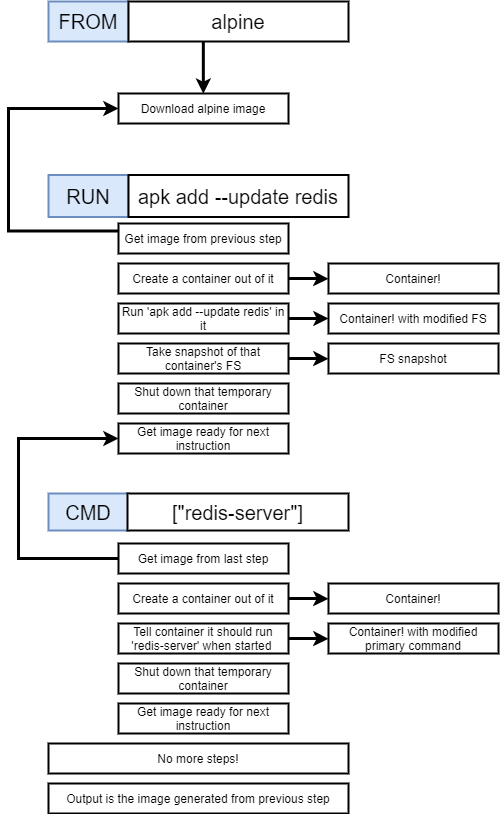 FROM alpine
Download alpine image
RUN apk add --update redis
Get image from previous step
Create a container out of it
Container!
Run 'apk add --update redis' in
it
Container! with modified FS
Take snapshot of that
container's FS
FS snapshot
Shut down that temporary
container
Get image ready for next
instruction
CMD ["redis-server"]
Get image from last step
Create a container out of it
Container!
Tell container it should run
'redis-server' when started
Container! with modified
primary command
Shut down that temporary
container
Get image ready for next
instruction
No more steps!
Output is the image generated from previous step